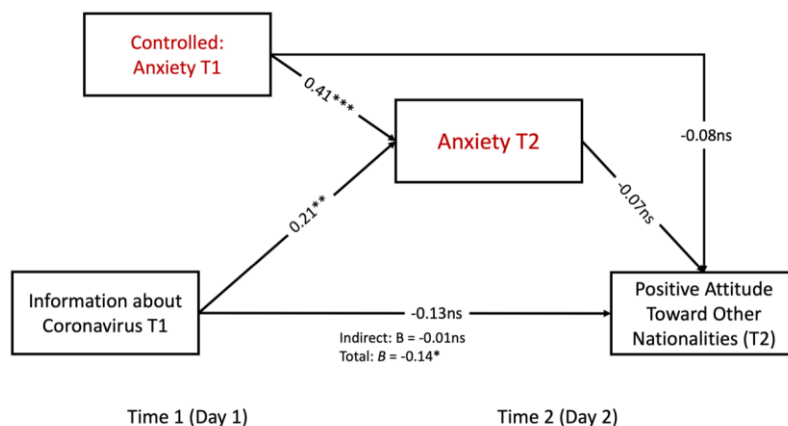 Controlled:
Anxiety T1
0.41***
Anxiety T2
-0.08ns
-0.07ns
0.21**
Information about
Coronavirus T1
-0.13ns
Indirect: B = -0.01ns
Total: B = -0.14*
Positive Attitude
Toward Other
Nationalities (T2)
Time 1 (Day 1)
Time 2 (Day 2)